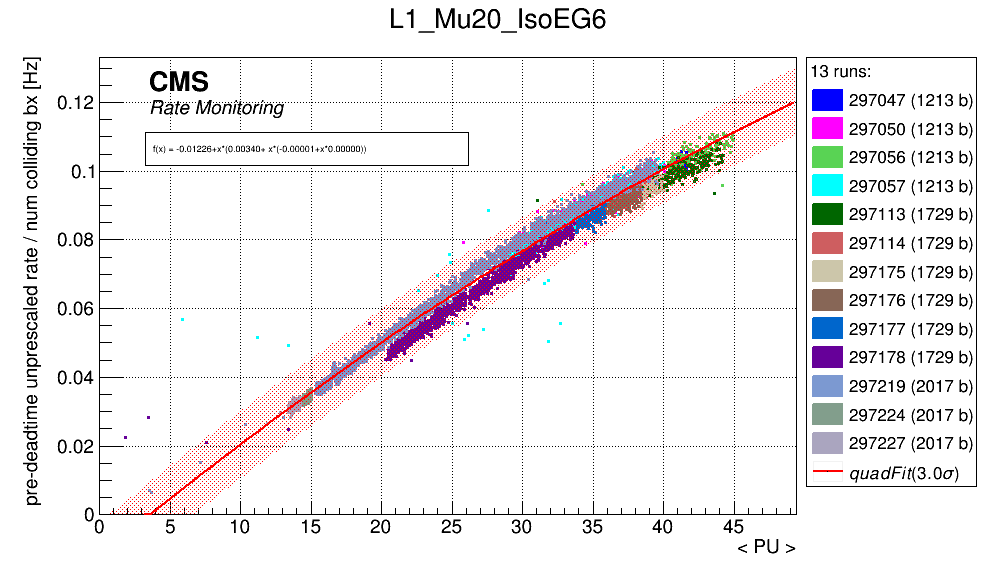 L1_Mu20_IsoEG6
pre-deadtime unprescaled rate / num colliding bx [Hz]
CMS
Rate Monitoring
f(x) = -0.01226+x*(0.00340+ x*(-0.00001+x*0.00000))
0.12
0.1
0.08
0.06
0.04
0.02
0
0 5 10 15 20 25 30 35 40 45
< PU >
13 runs:
297047 (1213 b)
297050 (1213 b)
297056 (1213 b)
297057 (1213 b)
297113 (1729 b)
297114 (1729 b)
297175 (1729 b)
297176 (1729 b)
297177 (1729 b)
297178 (1729 b)
297219 (2017 b)
297224 (2017 b)
297227 (2017 b)
quadFit(3.0σ)